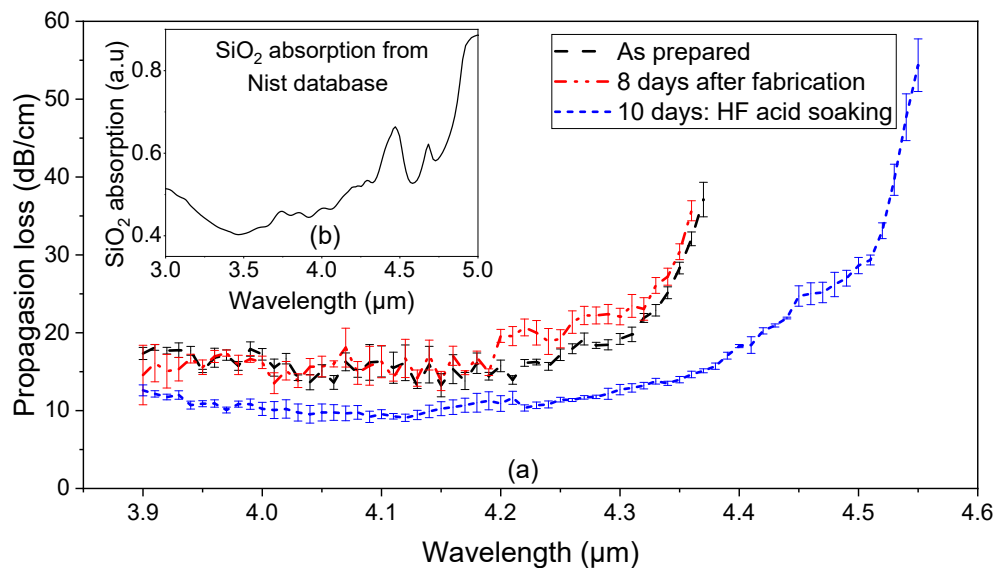 60
50
40
30
20
10
0
Propagasion loss (dB/cm)
3.9
4.0
4.1
4.2
4.3
4.4
4.5
4.6
Wavelength (µm)
(a)
As prepared
8 days after fabrication
10 days: HF acid soaking
SiO2 absorption from
Nist database
0.8
0.6
0.4
SiO2 absorption (a.u)
3.0
3.5
4.0
4.5
5.0
Wavelength (µm)
(b)